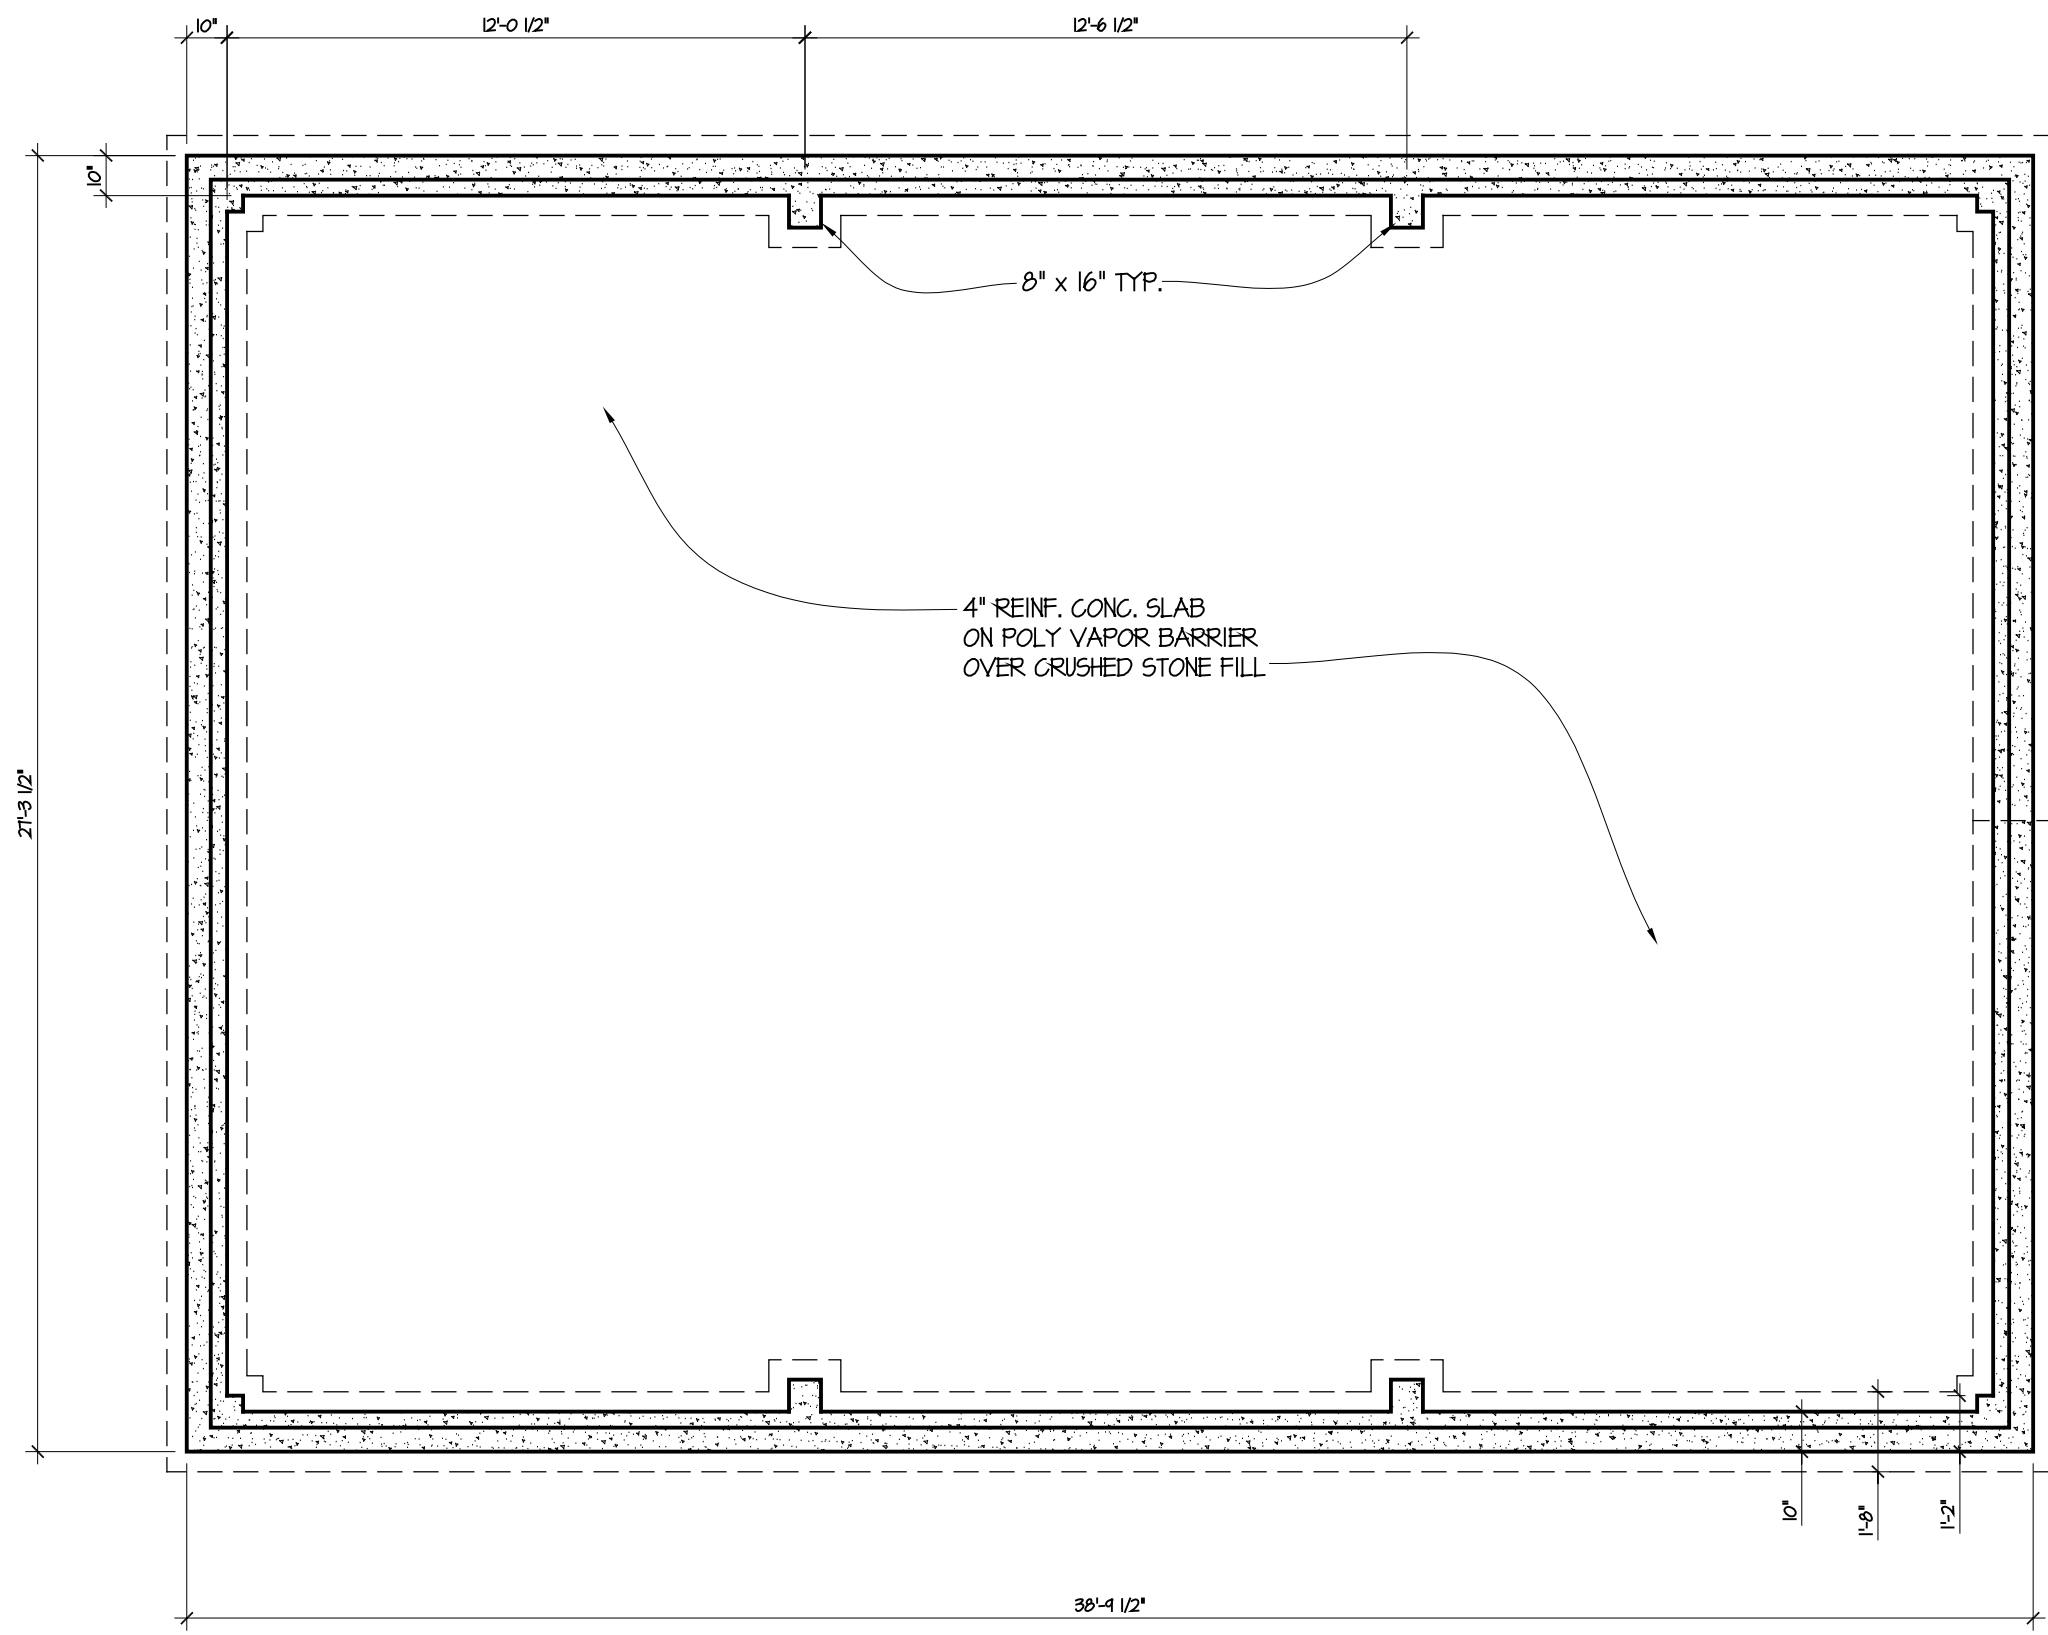 10"
12'-0 1/2"
12'-6 1/2"
10"
8" x 16" TYP.
4" REINF. CONC. SLAB
ON POLY VAPOR BARRIER
OVER CRUSHED STONE FILL
27'-3 1/2"
10"
1'-8"
1'-2"
38'-9 1/2"